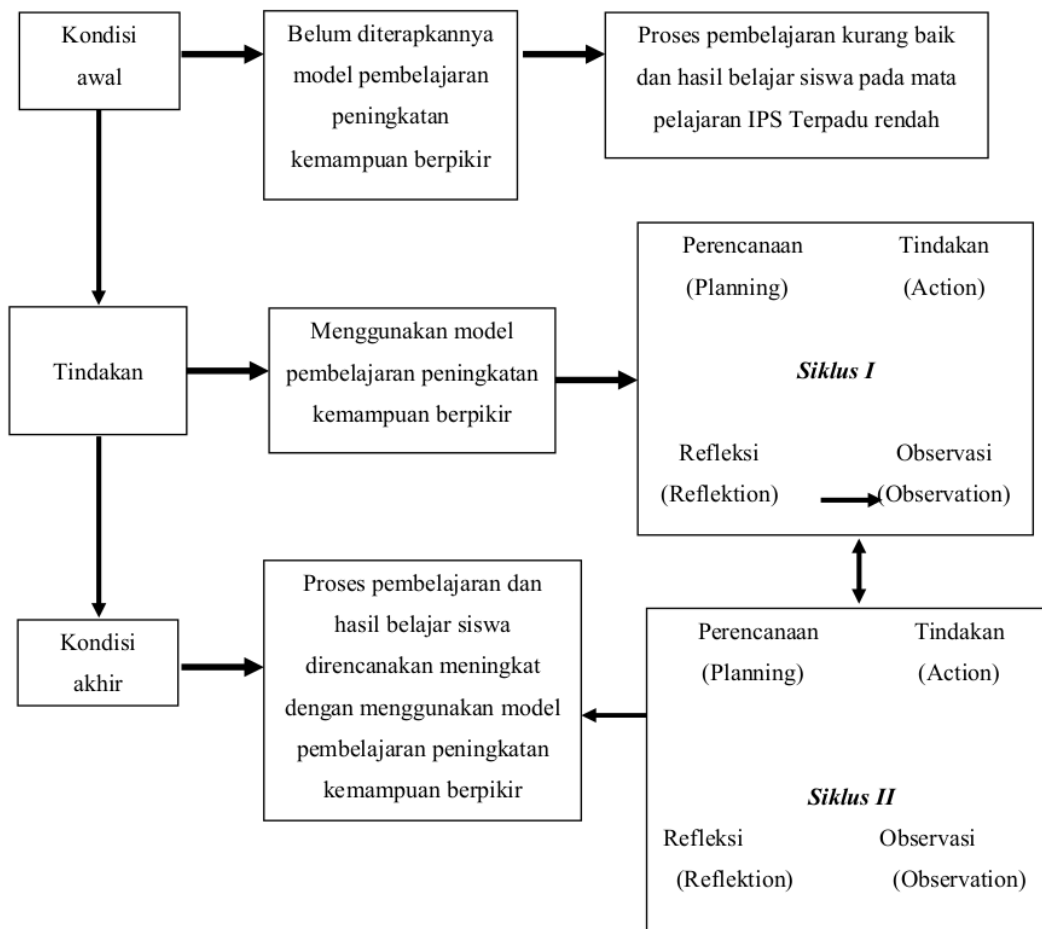 Kondisi
awal
Belum diterapkannya
model pembelajaran
peningkatan
kemampuan berpikir
Proses pembelajaran kurang baik
dan hasil belajar siswa pada mata
pelajaran IPS Terpadu rendah
Tindakan
Menggunakan model
pembelajaran peningkatan
kemampuan berpikir
Perencanaan Tindakan
(Planning) (Action)
Siklus I
Refleksi Observasi
(Reflektion) (Observation)
Kondisi
akhir
Proses pembelajaran dan
hasil belajar siswa
direncanakan meningkat
dengan menggunakan model
pembelajaran peningkatan
kemampuan berpikir
Perencanaan Tindakan
(Planning) (Action)
Siklus II
Refleksi Observasi
(Reflektion) (Observation)